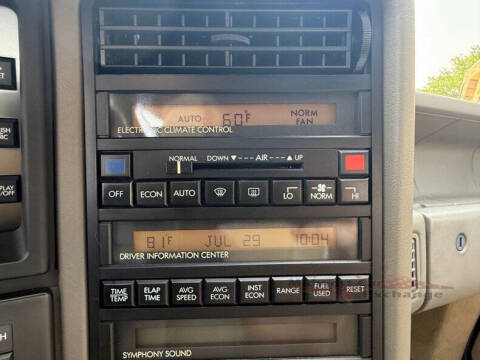 AUTO 60°F NORM
FAN
ELECTRONIC CLIMATE CONTROL
NORMAL DOWN AIR UP
OFF ECON AUTO LO NORM HI
81F JUL 29 10:04
DRIVER INFORMATION CENTER
TIME TEMP ELAP TIME AVG SPEED AVG ECON INST ECON RANGE FUEL USED RESET
SYMPHONY SOUND
PLAY